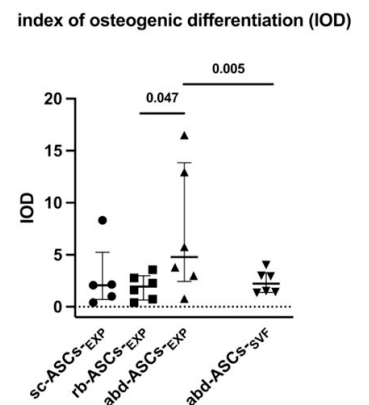 index of osteogenic differentiation (IOD)
0.005
0.047
20
15
10
5
0
IOD
sc-ASCs-EXP
rb-ASCs-EXP
abd-ASCs-EXP
abd-ASCs-SVF